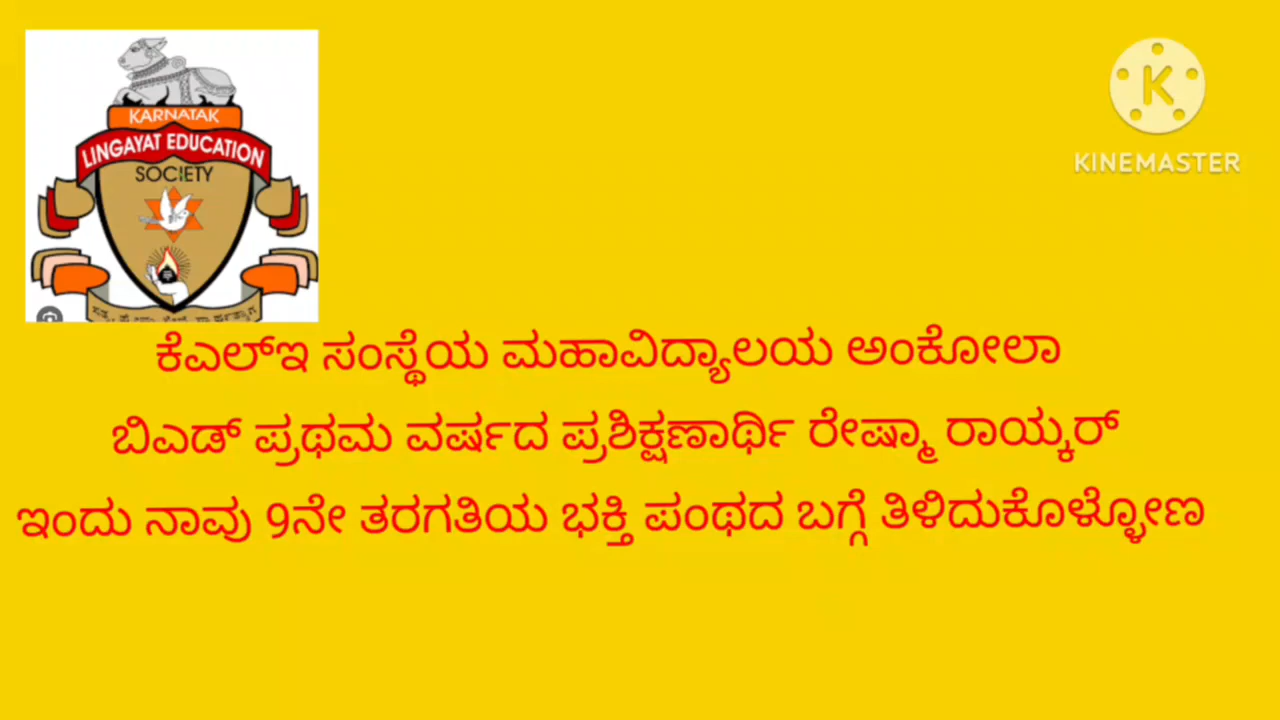 KARNATAK
LINGAYAT EDUCATION
SOCIETY
K
KINEMASTER
ಕೆಎಲ್ಇ ಸಂಸ್ಥೆಯ ಮಹಾವಿದ್ಯಾಲಯ ಅಂಕೋಲಾ
ಬಿಎಡ್ ಪ್ರಥಮ ವರ್ಷದ ಪ್ರಶಿಕ್ಷಣಾರ್ಥಿ ರೇಷ್ಮಾ ರಾಯ್ಕರ್
ಇಂದು ನಾವು 9ನೇ ತರಗತಿಯ ಭಕ್ತಿ ಪಂಥದ ಬಗ್ಗೆ ತಿಳಿದುಕೊಳ್ಳೋಣ